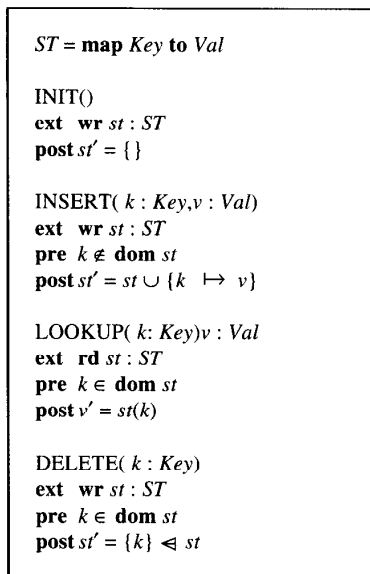 ST = map Key to Val
INIT()
ext wr st : ST
post st′ = {}
INSERT( k : Key,v : Val)
ext wr st : ST
pre k ∉ dom st
post st′ = st ∪ {k ↦ v}
LOOKUP( k: Key)v : Val
ext rd st : ST
pre k ∈ dom st
post v′ = st(k)
DELETE( k : Key)
ext wr st : ST
pre k ∈ dom st
post st′ = {k} ⩤ st